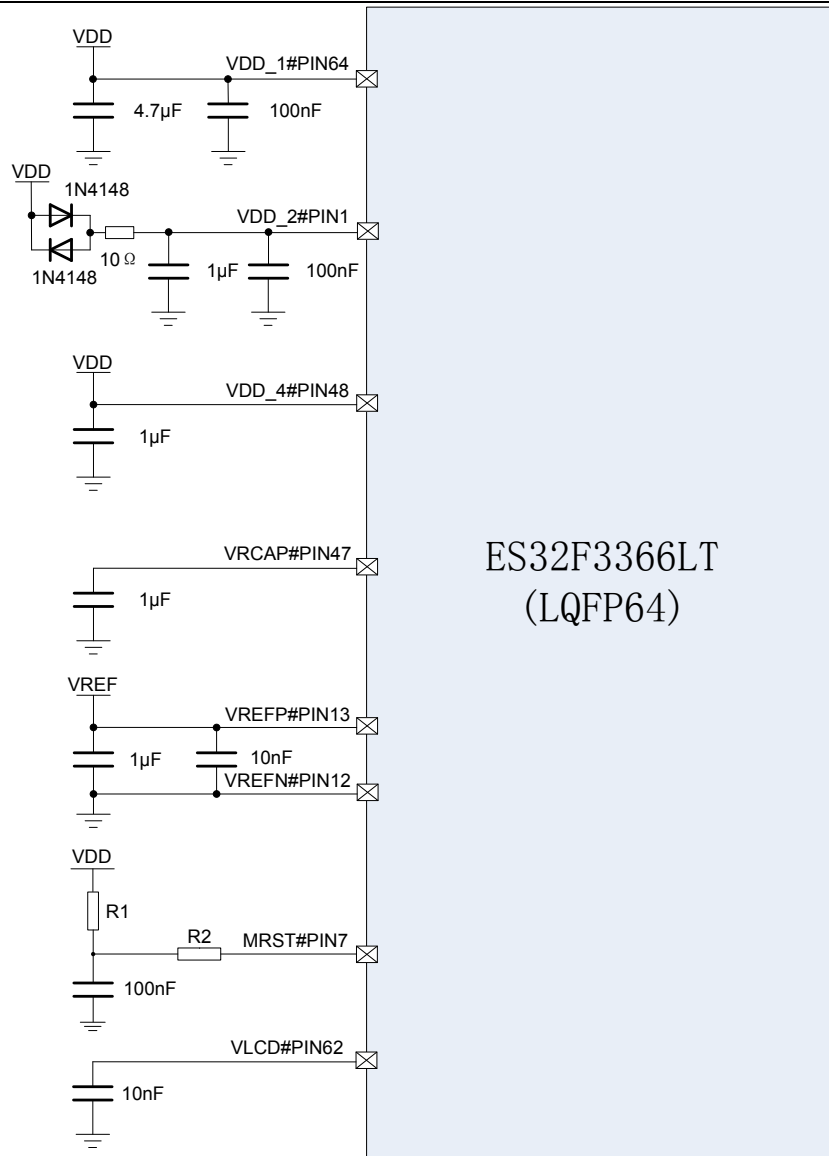 VDD
VDD_1#PIN64
4.7µF
100nF
VDD
1N4148
VDD_2#PIN1
10Ω
1µF
100nF
1N4148
VDD
VDD_4#PIN48
1µF
VRCAP#PIN47
1µF
ES32F3366LT
(LQFP64)
VREF
VREFP#PIN13
1µF
10nF
VREFN#PIN12
VDD
R1
R2
MRST#PIN7
100nF
VLCD#PIN62
10nF